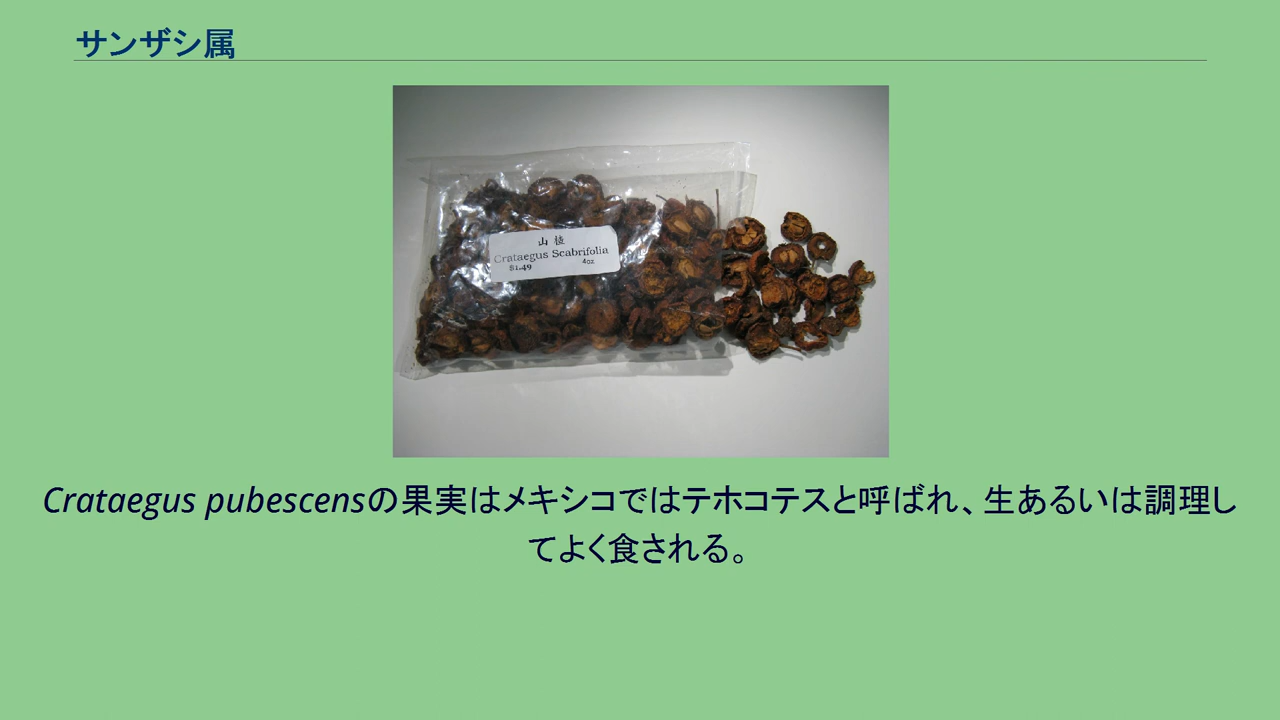 サンザシ属
山 楂
Crataegus Scabrifolia
$1.49 4oz
Crataegus pubescensの果実はメキシコではテホコテスと呼ばれ、生あるいは調理し
てよく食される。